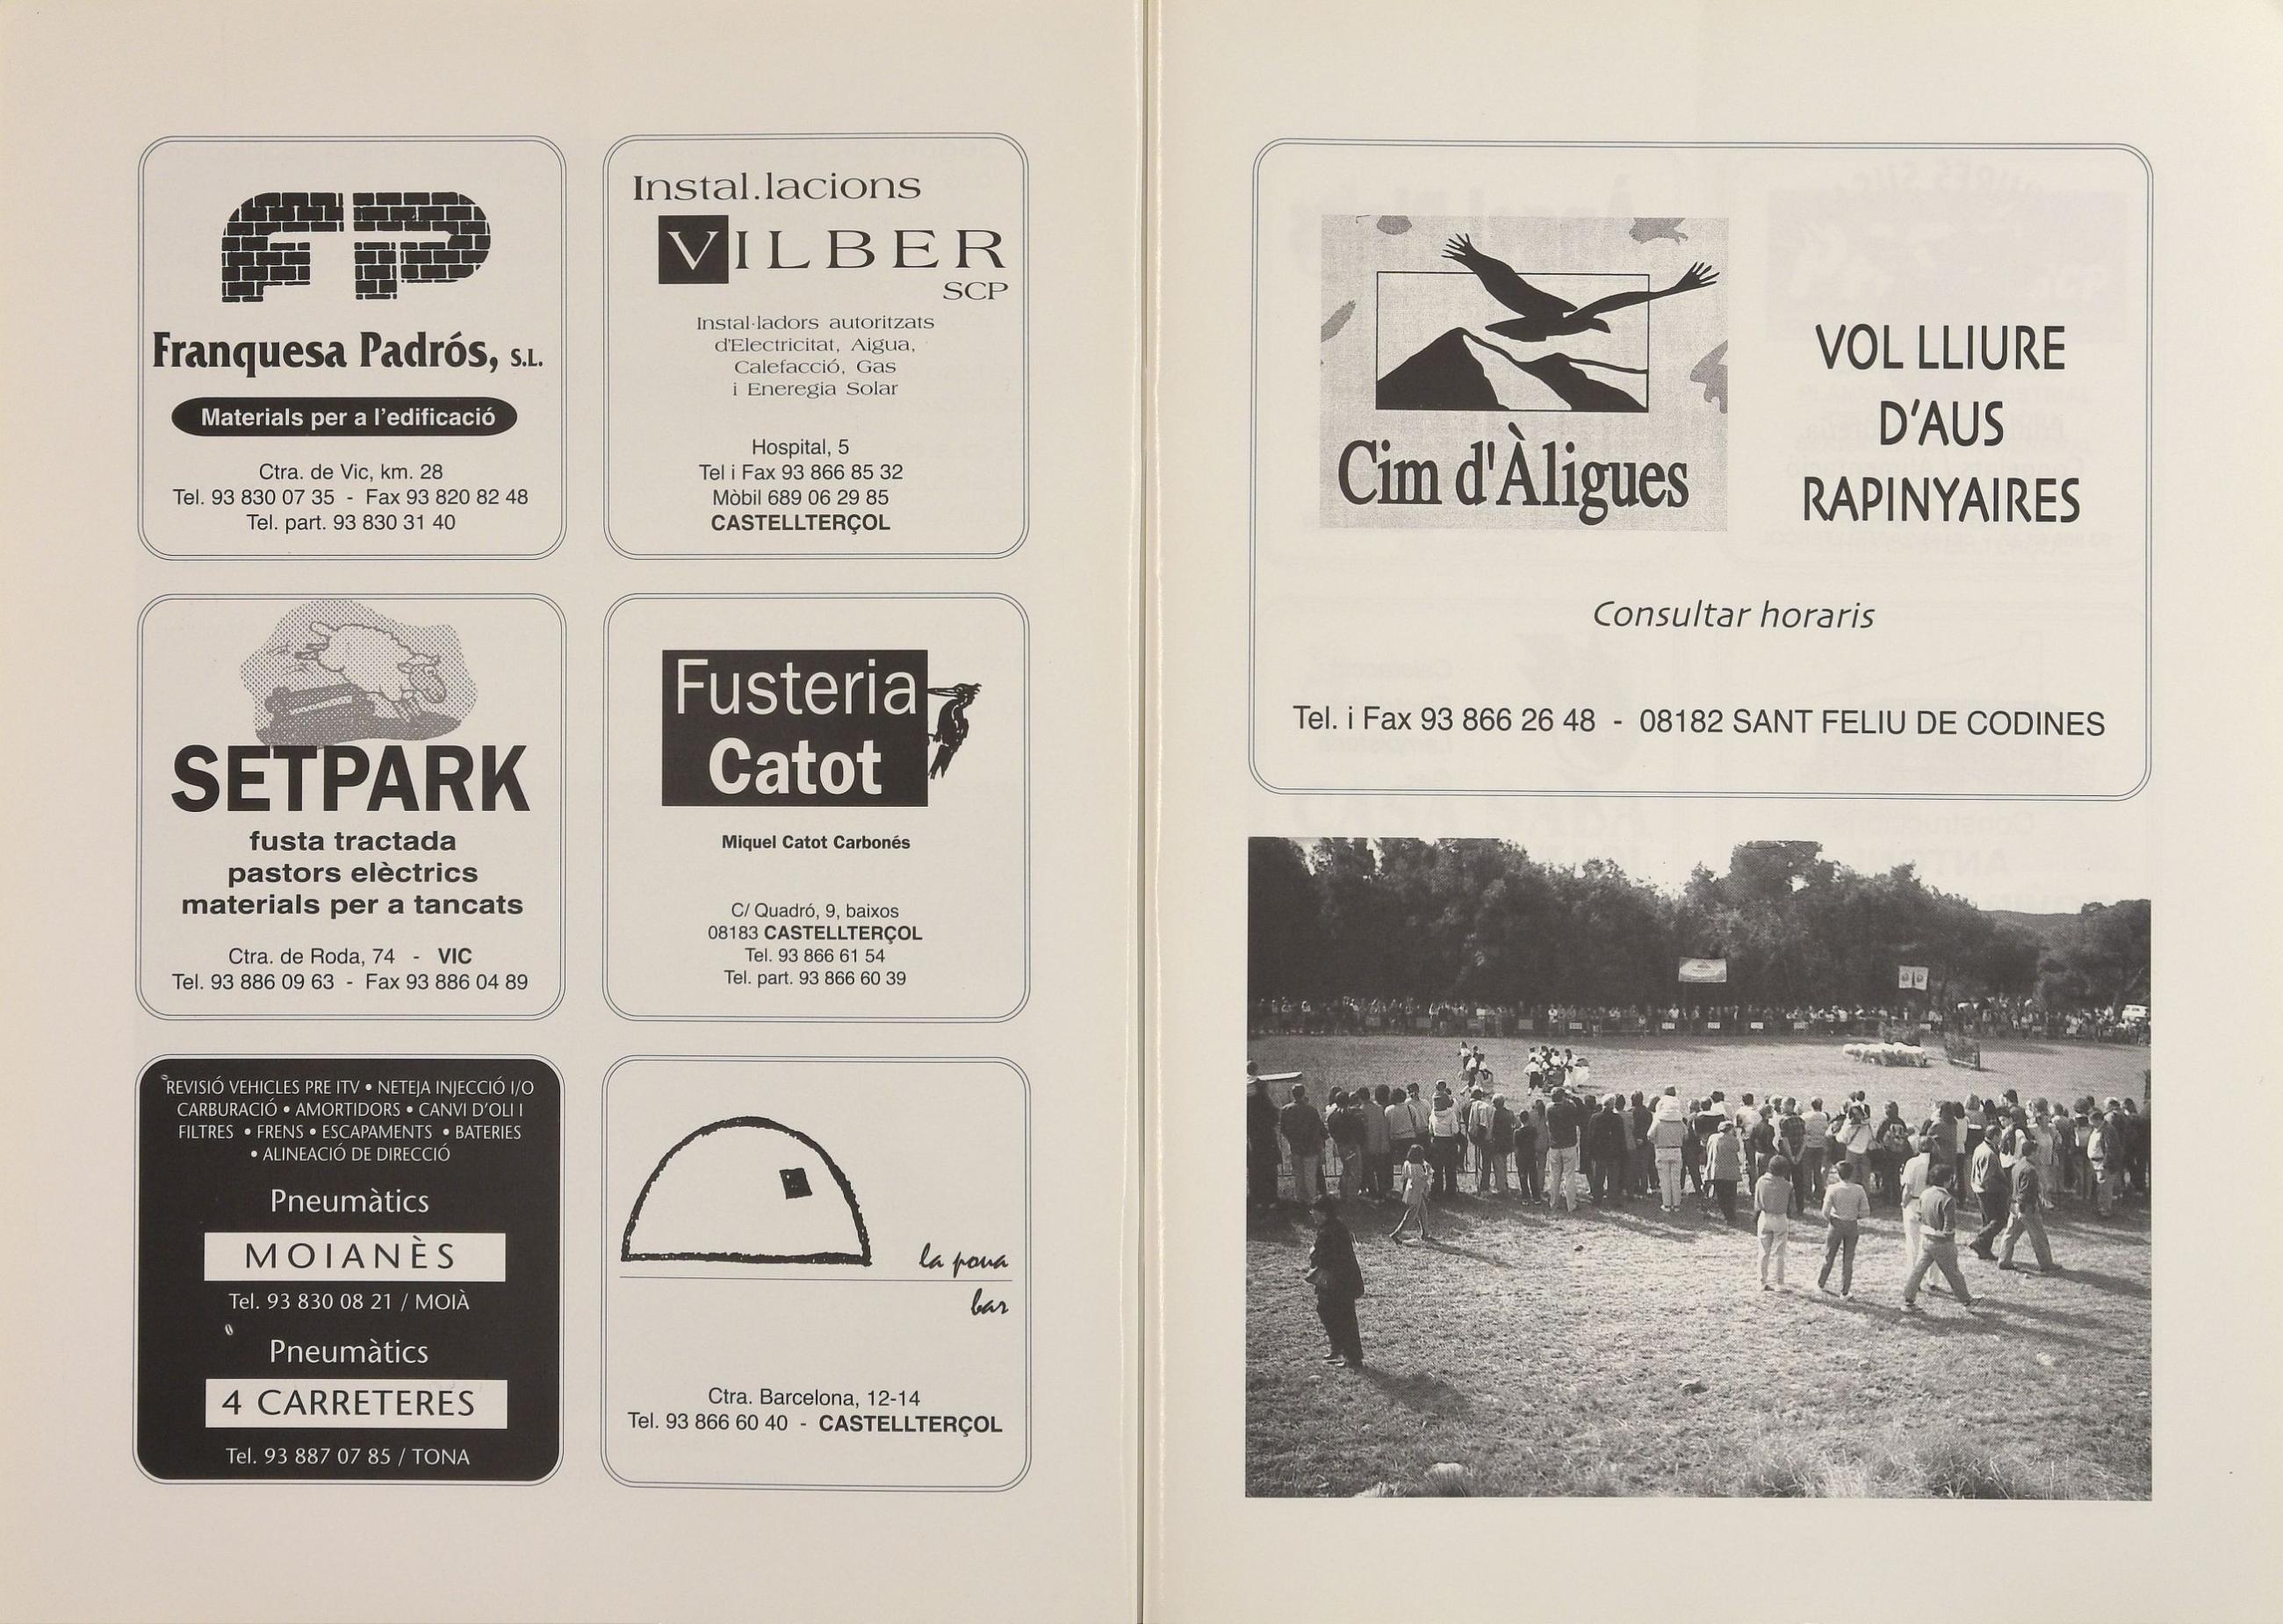 FP
Franquesa Padrós, S.L.
Materials per a l'edificació
Ctra. de Vic, km. 28
Tel. 93 830 07 35 - Fax 93 820 82 48
Tel. part. 93 830 31 40
Instal.lacions
VILBER
SCP
Instal·ladors autoritzats
d'Electricitat, Aigua,
Calefacció, Gas
i Eneregia Solar
Hospital, 5
Tel i Fax 93 866 85 32
Mòbil 689 06 29 85
CASTELLTERÇOL
SETPARK
fusta tractada
pastors elèctrics
materials per a tancats
Ctra. de Roda, 74 - VIC
Tel. 93 886 09 63 - Fax 93 886 04 89
Fusteria
Catot
Miquel Catot Carbonés
C/ Quadró, 9, baixos
08183 CASTELLTERÇOL
Tel. 93 866 61 54
Tel. part. 93 866 60 39
REVISIÓ VEHICLES PRE ITV • NETEJA INJECCIÓ I/O
CARBURACIÓ • AMORTIDORS • CANVI D'OLI I
FILTRES • FRENS • ESCAPAMENTS • BATERIES
• ALINEACIÓ DE DIRECCIÓ
Pneumàtics
MOIANÈS
Tel. 93 830 08 21 / MOIÀ
Pneumàtics
4 CARRETERES
Tel. 93 887 07 85 / TONA
la poua
bar
Ctra. Barcelona, 12-14
Tel. 93 866 60 40 - CASTELLTERÇOL
Cim d'Àligues
VOL LLIURE
D'AUS
RAPINYAIRES
Consultar horaris
Tel. i Fax 93 866 26 48 - 08182 SANT FELIU DE CODINES